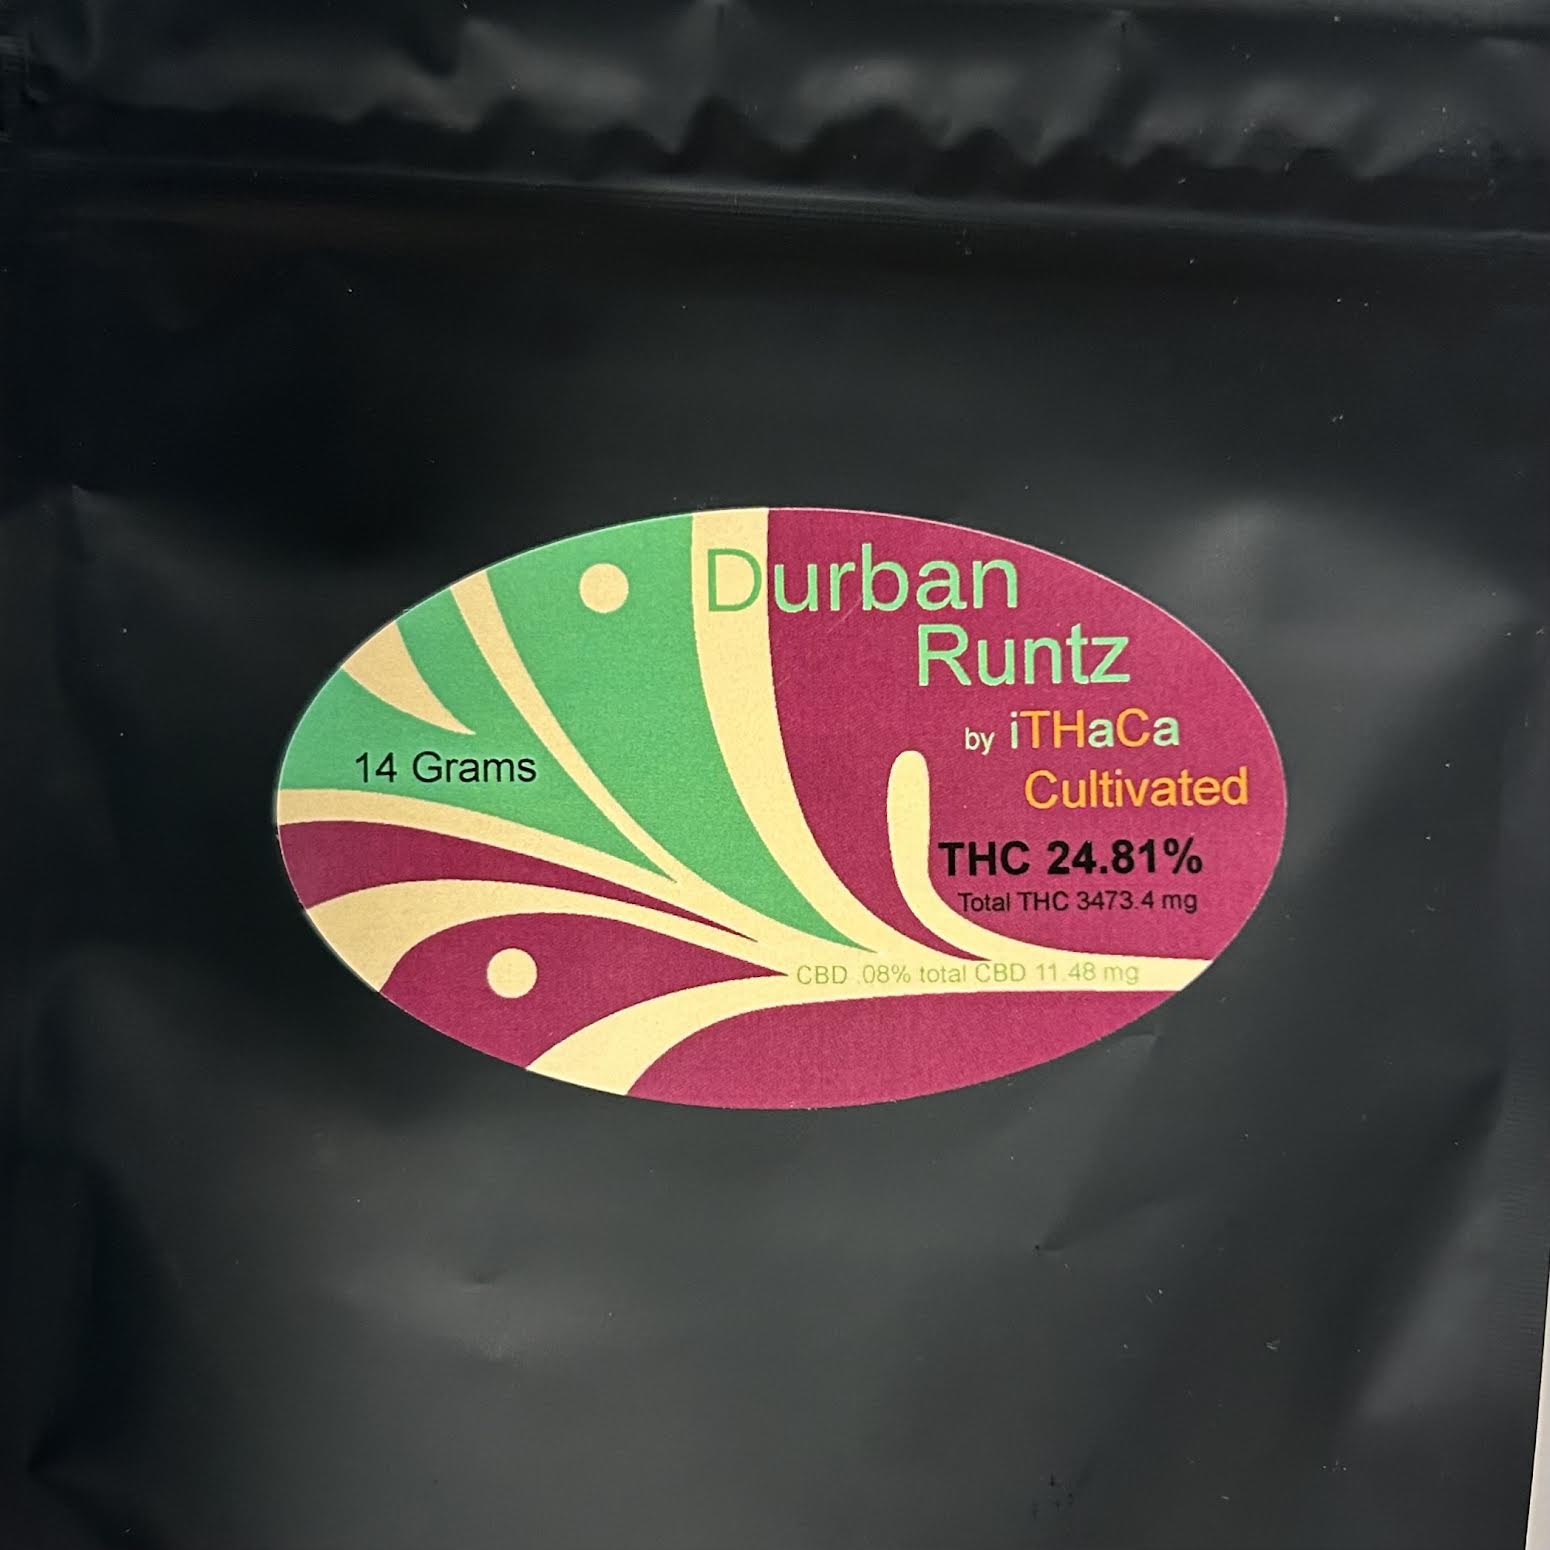 Durban
Runtz
by iTHaCa
Cultivated
14 Grams
THC 24.81%
Total THC 3473.4 mg
CBD .08% total CBD 11.48 mg